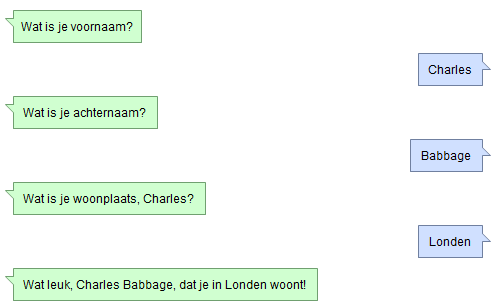 Wat is je voornaam?
Charles
Wat is je achternaam?
Babbage
Wat is je woonplaats, Charles?
Londen
Wat leuk, Charles Babbage, dat je in Londen woont!